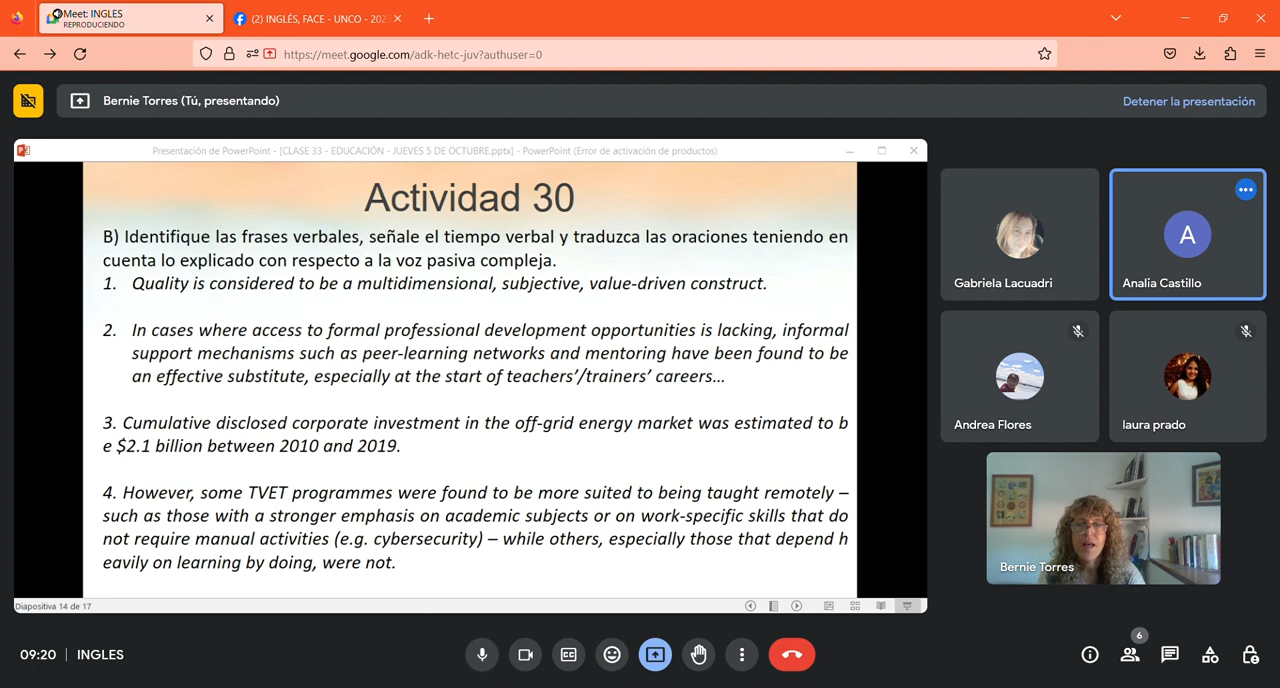 Meet: INGLES
REPRODUCIENDO
(2) INGLÉS, FACE - UNCO - 202
https://meet.google.com/adk-hetc-juv?authuser=0
Bernie Torres (Tú, presentando)
Detener la presentación
Presentación de PowerPoint - [CLASE 33 - EDUCACIÓN - JUEVES 5 DE OCTUBRE.pptx] - PowerPoint (Error de activación de productos)
Actividad 30
B) Identifique las frases verbales, señale el tiempo verbal y traduzca las oraciones teniendo en
cuenta lo explicado con respecto a la voz pasiva compleja.
1. Quality is considered to be a multidimensional, subjective, value-driven construct.
2. In cases where access to formal professional development opportunities is lacking, informal
support mechanisms such as peer-learning networks and mentoring have been found to be
an effective substitute, especially at the start of teachers'/trainers' careers...
3. Cumulative disclosed corporate investment in the off-grid energy market was estimated to b
e $2.1 billion between 2010 and 2019.
4. However, some TVET programmes were found to be more suited to being taught remotely –
such as those with a stronger emphasis on academic subjects or on work-specific skills that do
not require manual activities (e.g. cybersecurity) – while others, especially those that depend h
eavily on learning by doing, were not.
Diapositiva 14 de 17
Gabriela Lacuadri
A
Analia Castillo
Andrea Flores
laura prado
Bernie Torres
09:20 | INGLES
CC
6